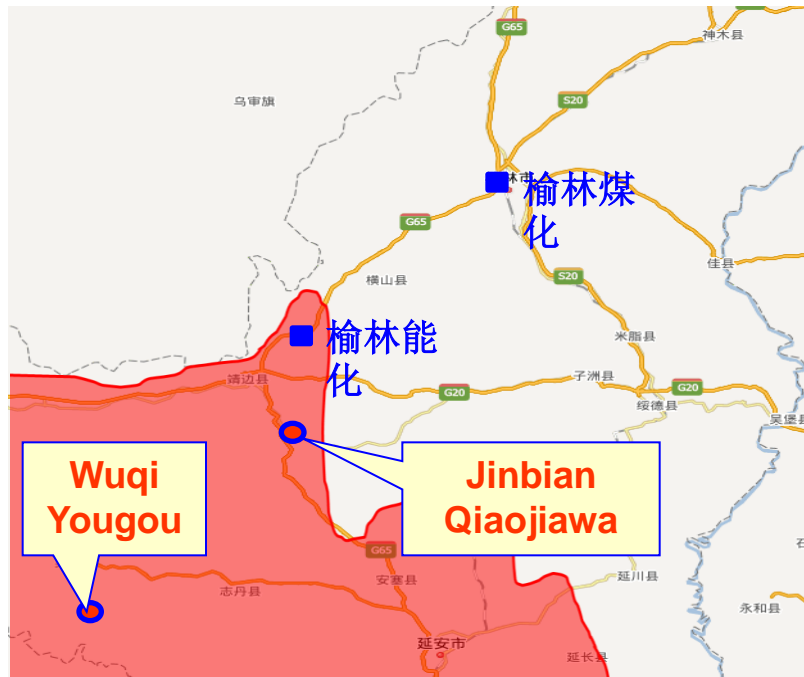 G65
神木县
乌审旗
S20
林市
榆林煤
化
G65
佳县
横山县
S20
榆林能
化
米脂县
靖边县
子洲县
G20
G20
绥德县
吴堡县
Wuqi
Yougou
Jinbian
Qiaojiawa
G65
安塞县
志丹县
延川县
永和县
延安市
延长县